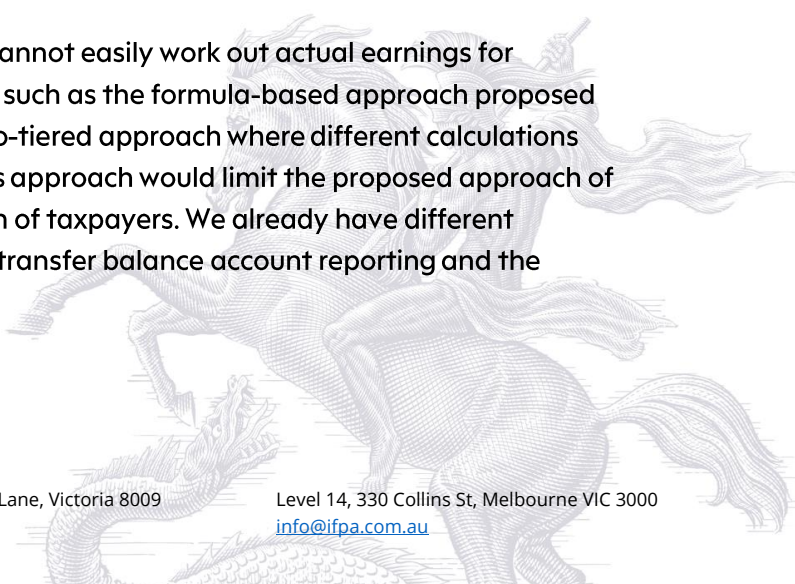 annot easily work out actual earnings for
such as the formula-based approach proposed
-tiered approach where different calculations
approach would limit the proposed approach of
of taxpayers. We already have different
transfer balance account reporting and the
Lane, Victoria 8009
Level 14, 330 Collins St, Melbourne VIC 3000
info@ifpa.com.au